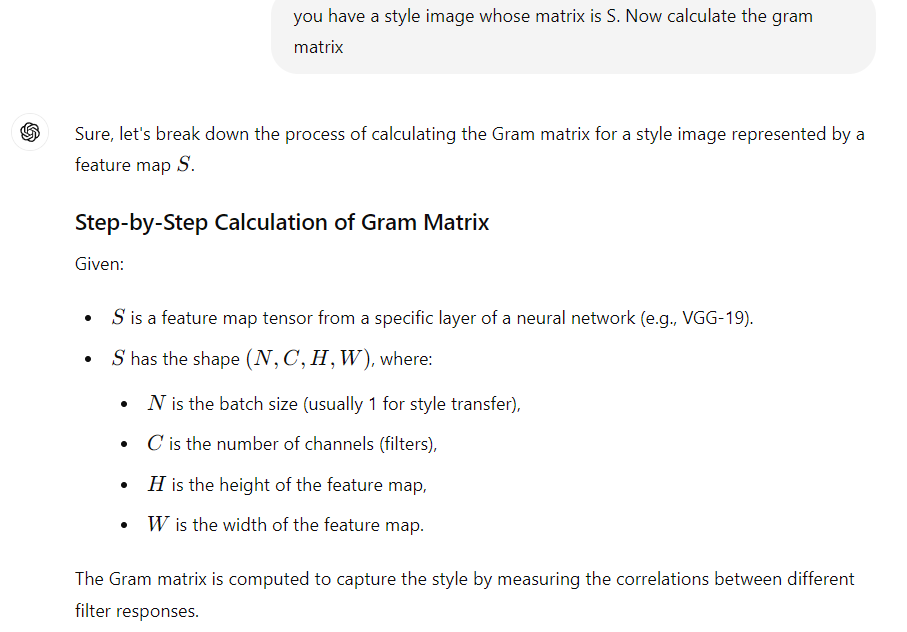 you have a style image whose matrix is S. Now calculate the gram
matrix
Sure, let's break down the process of calculating the Gram matrix for a style image represented by a
feature map S.
Step-by-Step Calculation of Gram Matrix
Given:
• S is a feature map tensor from a specific layer of a neural network (e.g., VGG-19).
• S has the shape (N, C, H, W), where:
• N is the batch size (usually 1 for style transfer),
• C is the number of channels (filters),
• H is the height of the feature map,
• W is the width of the feature map.
The Gram matrix is computed to capture the style by measuring the correlations between different
filter responses.